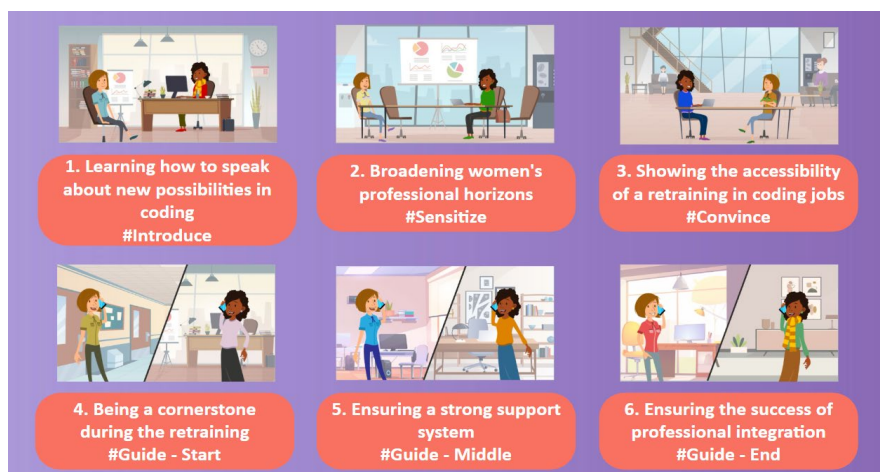 1. Learning how to speak
about new possibilities in
coding
#Introduce
2. Broadening women's
professional horizons
#Sensitize
3. Showing the accessibility
of a retraining in coding jobs
#Convince
4. Being a cornerstone
during the retraining
#Guide - Start
5. Ensuring a strong support
system
#Guide - Middle
6. Ensuring the success of
professional integration
#Guide - End